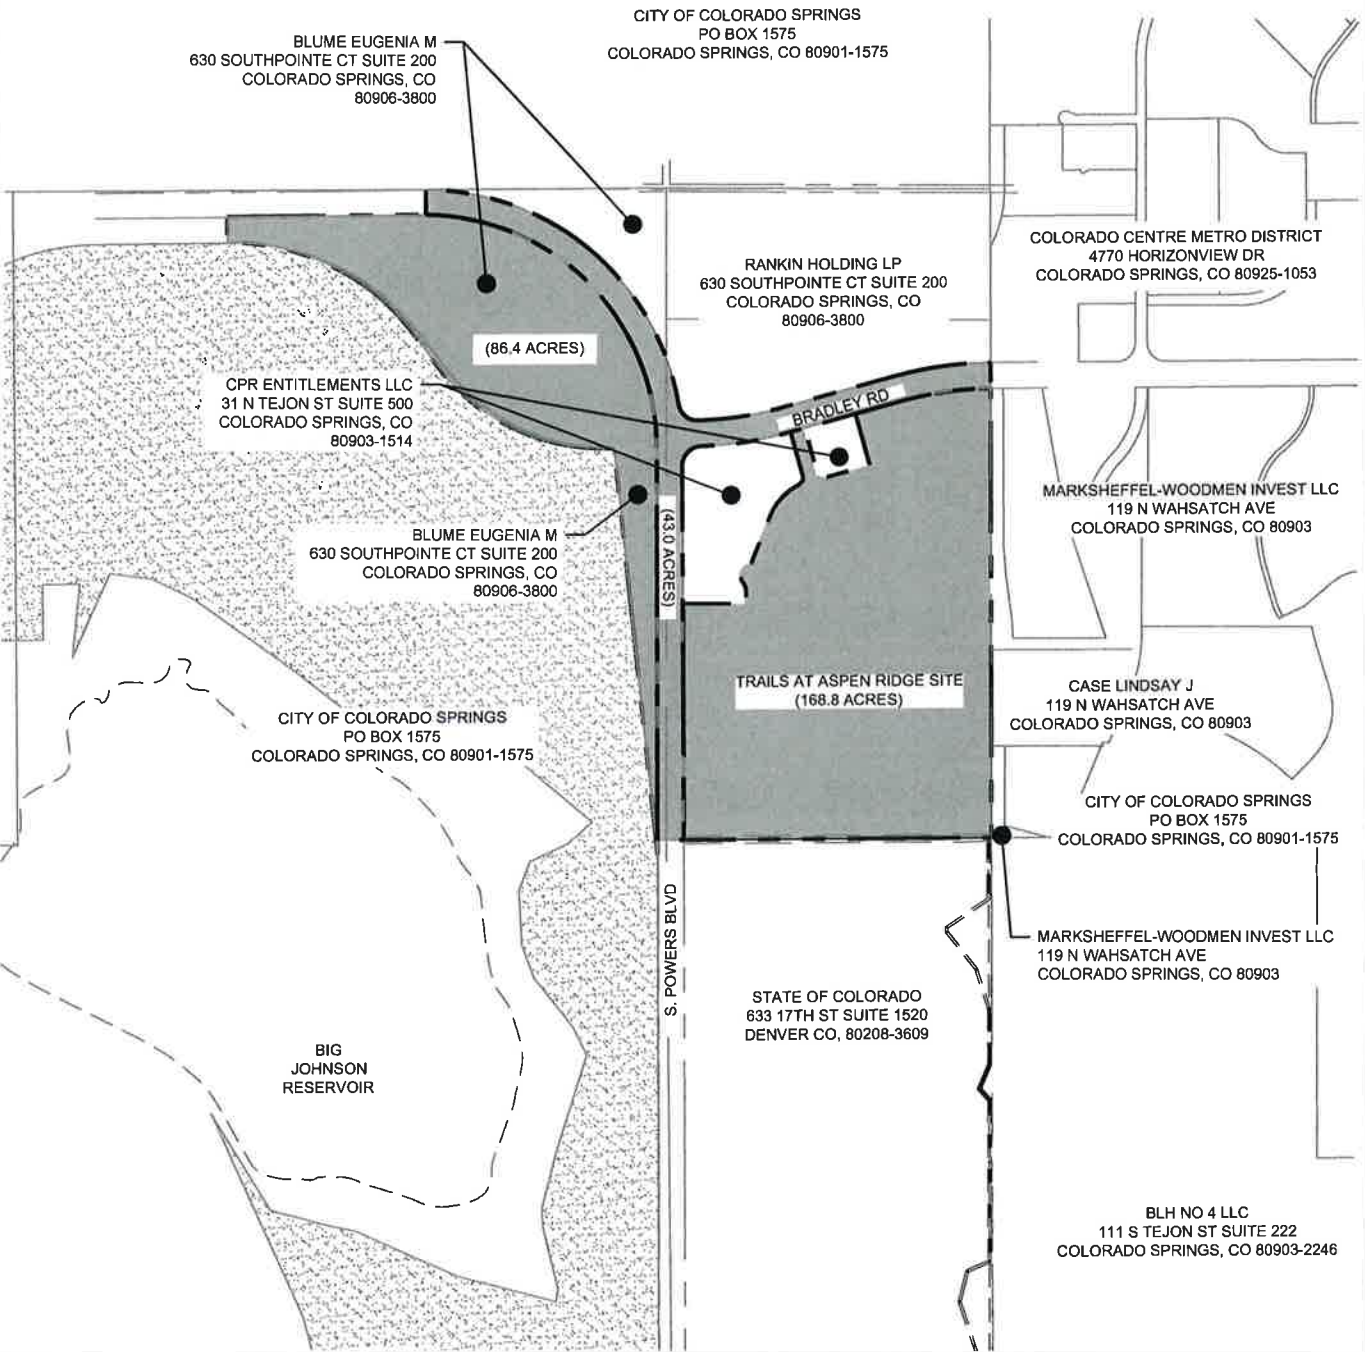 CITY OF COLORADO SPRINGS
PO BOX 1575
COLORADO SPRINGS, CO 80901-1575
BLUME EUGENIA M
630 SOUTHPOINTE CT SUITE 200
COLORADO SPRINGS, CO
80906-3800
COLORADO CENTRE METRO DISTRICT
4770 HORIZONVIEW DR
COLORADO SPRINGS, CO 80925-1053
RANKIN HOLDING LP
630 SOUTHPOINTE CT SUITE 200
COLORADO SPRINGS, CO
80906-3800
(86.4 ACRES)
CPR ENTITLEMENTS LLC
31 N TEJON ST SUITE 500
COLORADO SPRINGS, CO
80903-1514
BRADLEY RD
MARKSHEFFEL-WOODMEN INVEST LLC
119 N WAHSATCH AVE
COLORADO SPRINGS, CO 80903
BLUME EUGENIA M
630 SOUTHPOINTE CT SUITE 200
COLORADO SPRINGS, CO
80906-3800
(43.0 ACRES)
TRAILS AT ASPEN RIDGE SITE
(168.8 ACRES)
CASE LINDSAY J
119 N WAHSATCH AVE
COLORADO SPRINGS, CO 80903
CITY OF COLORADO SPRINGS
PO BOX 1575
COLORADO SPRINGS, CO 80901-1575
CITY OF COLORADO SPRINGS
PO BOX 1575
COLORADO SPRINGS, CO 80901-1575
S. POWERS BLVD
MARKSHEFFEL-WOODMEN INVEST LLC
119 N WAHSATCH AVE
COLORADO SPRINGS, CO 80903
STATE OF COLORADO
633 17TH ST SUITE 1520
DENVER CO, 80208-3609
BIG
JOHNSON
RESERVOIR
BLH NO 4 LLC
111 S TEJON ST SUITE 222
COLORADO SPRINGS, CO 80903-2246